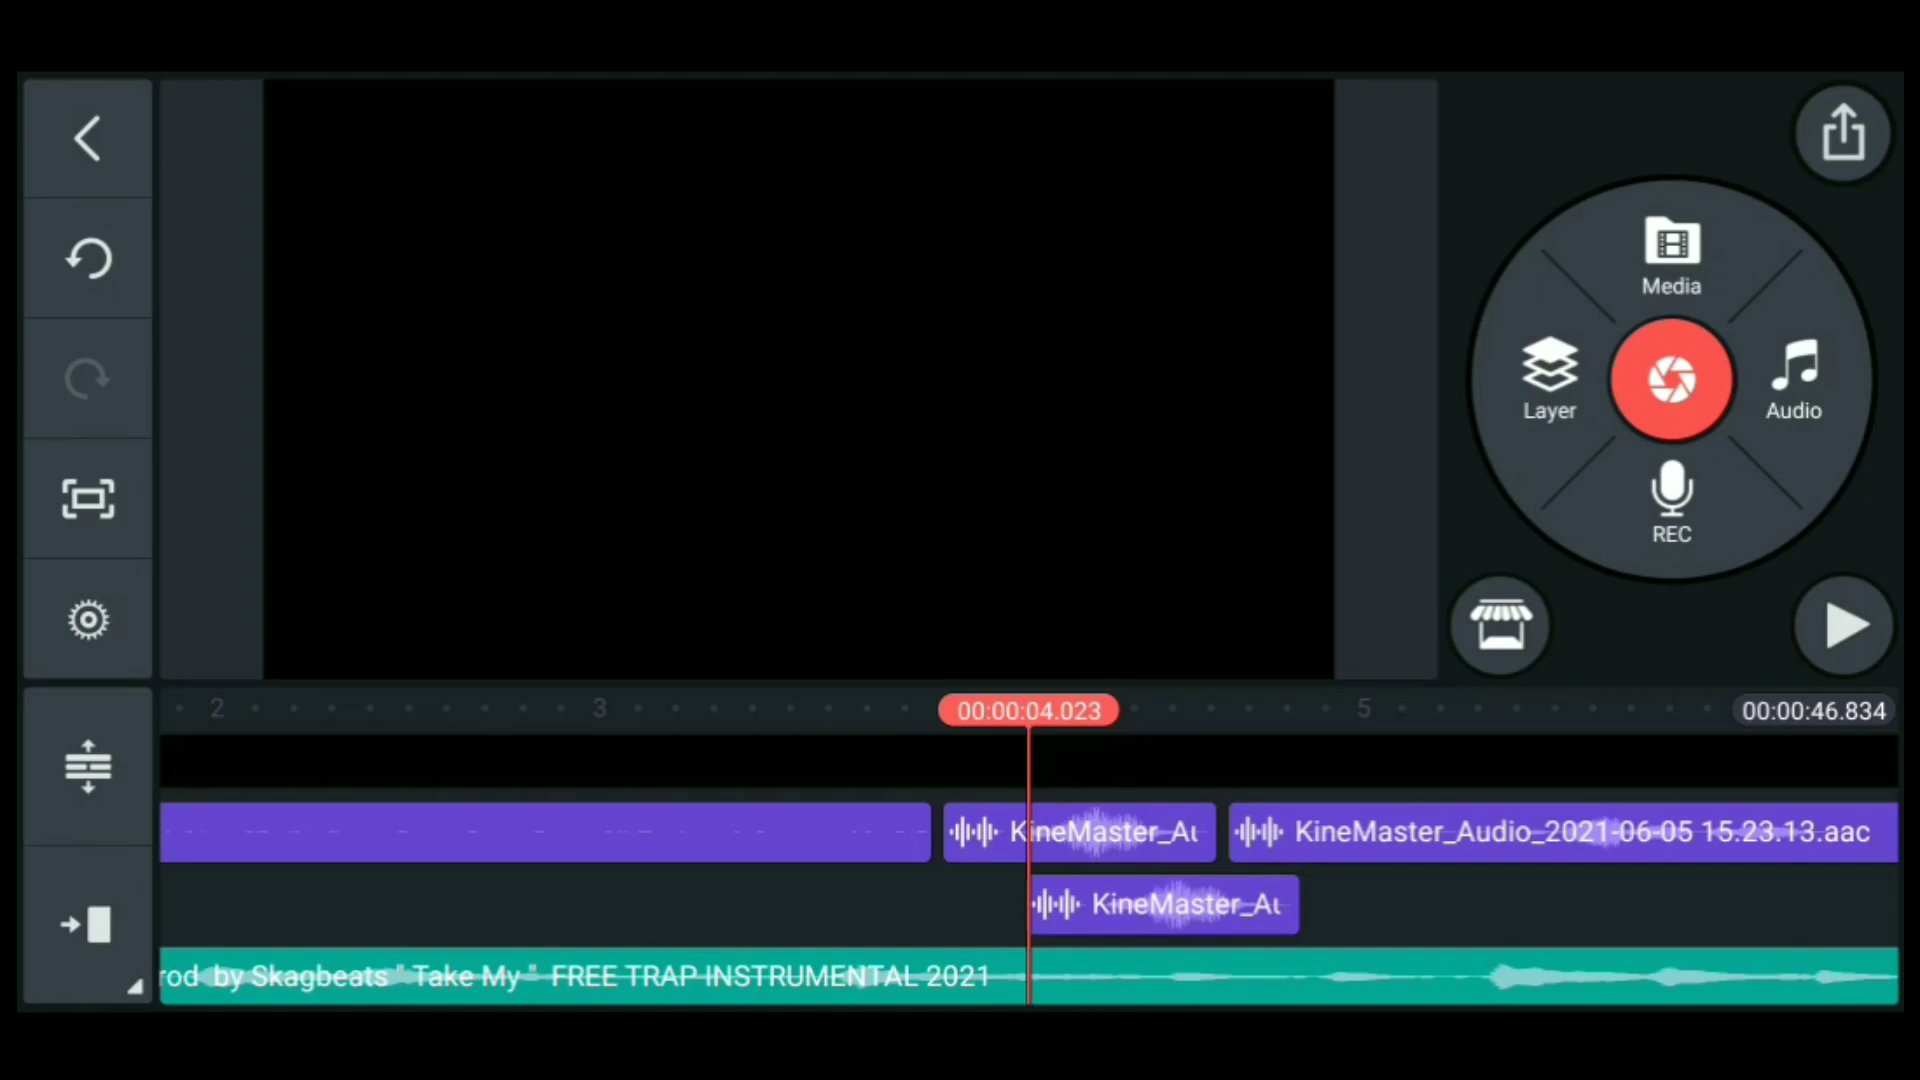 Media
Layer
Audio
REC
2
3
00:00:04.023
5
00:00:46.834
KineMaster_Au
KineMaster_Audio_2021-06-05 15.23.13.aac
KineMaster_Au
rod by Skagbeats " Take My " FREE TRAP INSTRUMENTAL 2021